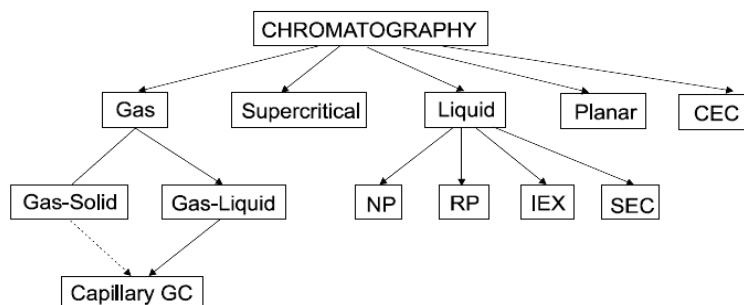 CHROMATOGRAPHY
Gas
Supercritical
Liquid
Planar
CEC
Gas-Solid
Gas-Liquid
NP
RP
IEX
SEC
Capillary GC